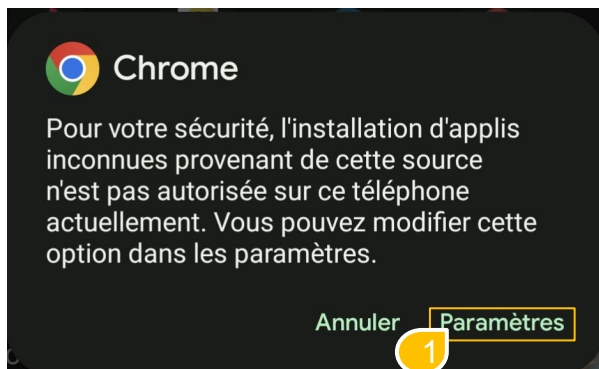 Chrome
Pour votre sécurité, l'installation d'applis
inconnues provenant de cette source
n'est pas autorisée sur ce téléphone
actuellement. Vous pouvez modifier cette
option dans les paramètres.
Annuler Paramètres
1